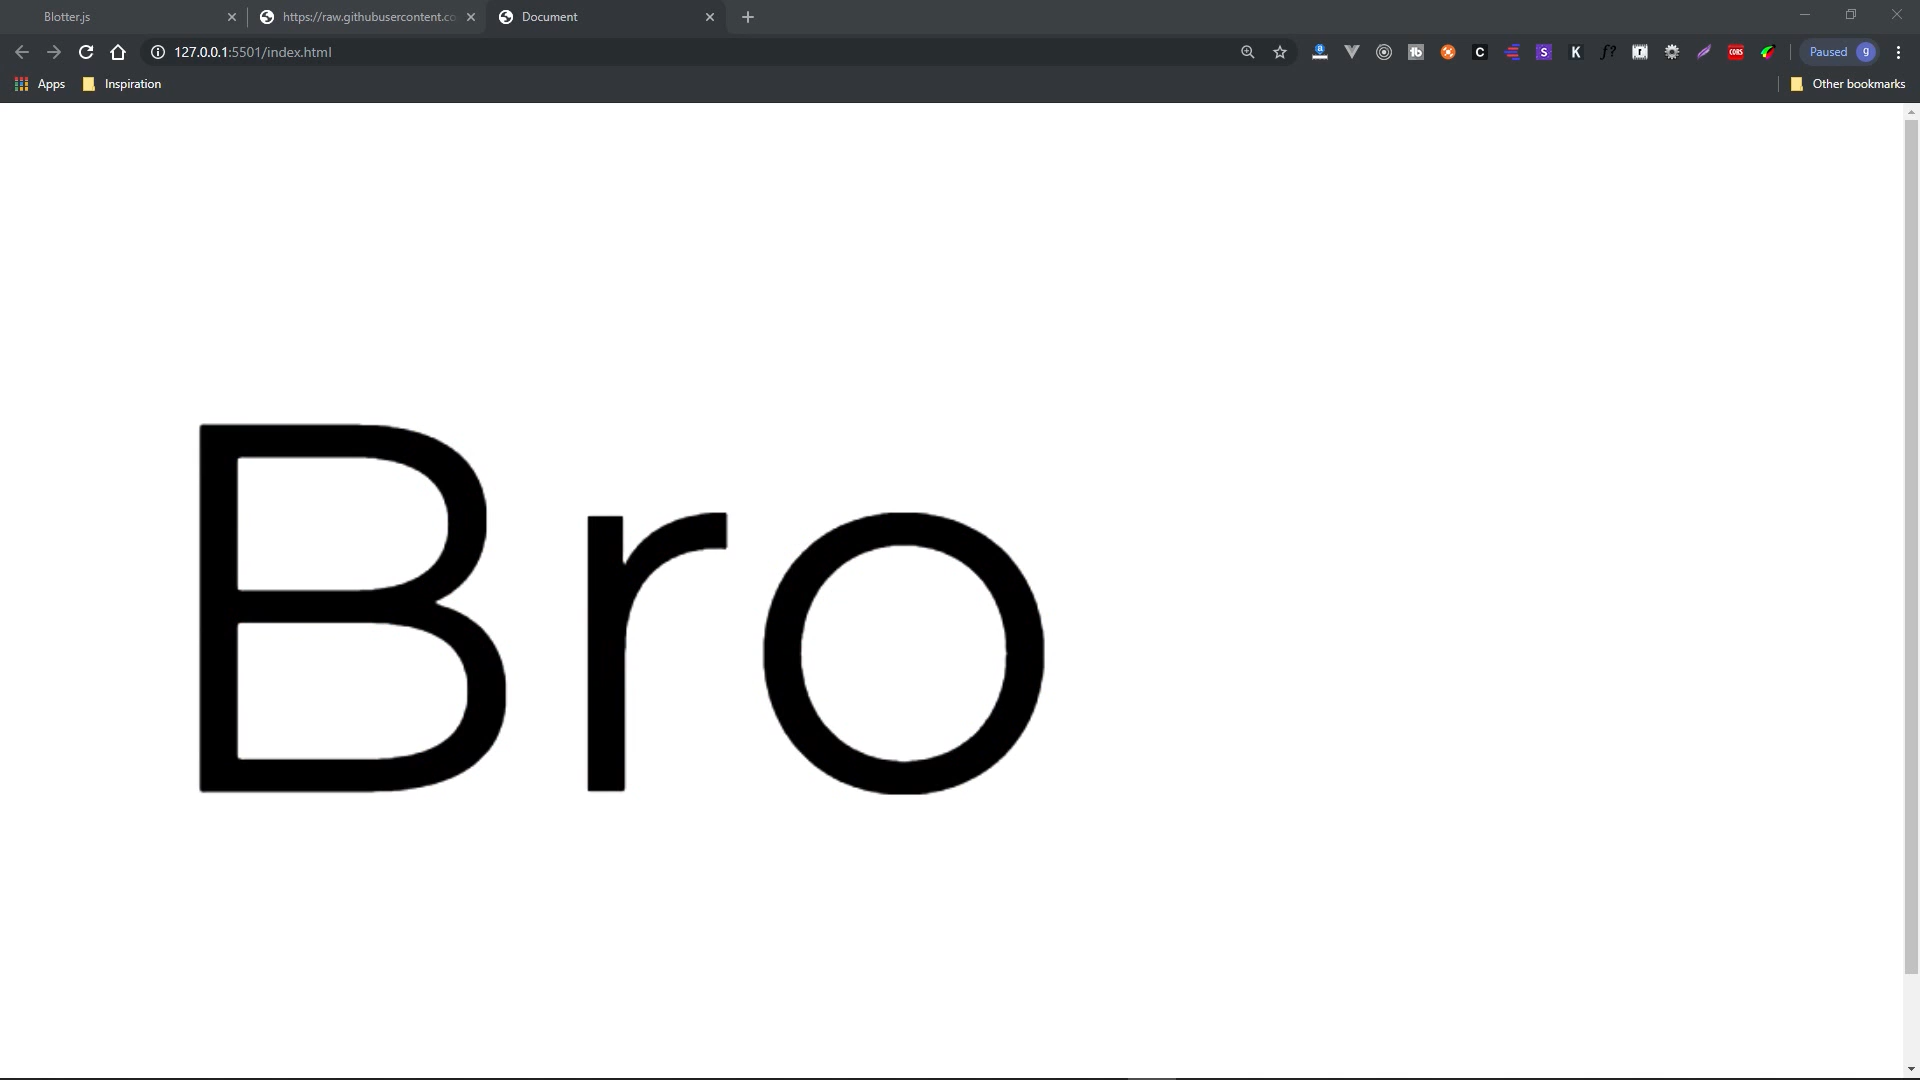 Blotter.js
https://raw.githubusercontent.co
Document
127.0.0.1:5501/index.html
Paused
g
Apps
Inspiration
Other bookmarks
Bro